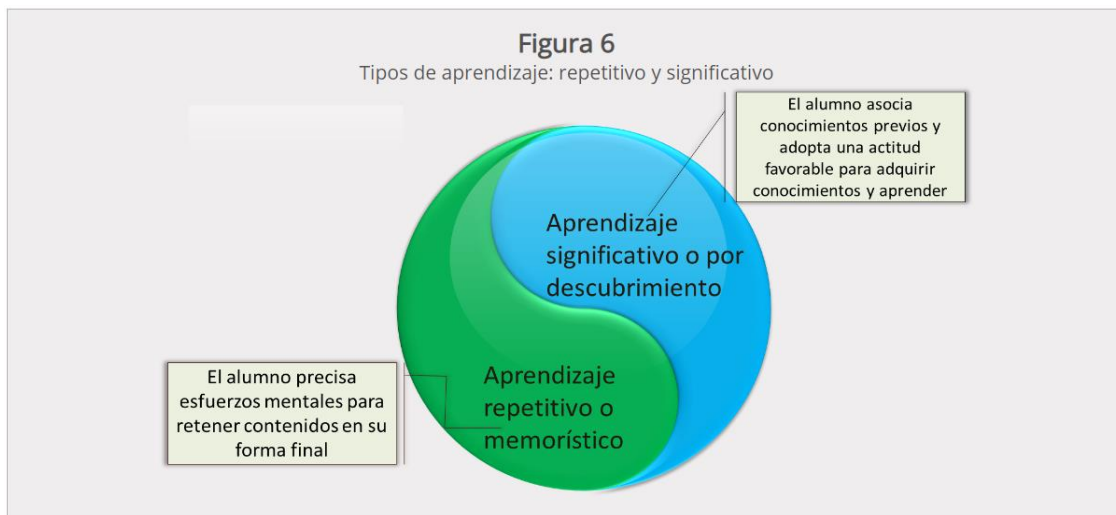 Figura 6
Tipos de aprendizaje: repetitivo y significativo
El alumno asocia
conocimientos previos y
adopta una actitud
favorable para adquirir
conocimientos y aprender
Aprendizaje
significativo o por
descubrimiento
El alumno precisa
esfuerzos mentales para
retener contenidos en su
forma final
Aprendizaje
repetitivo o
memorístico